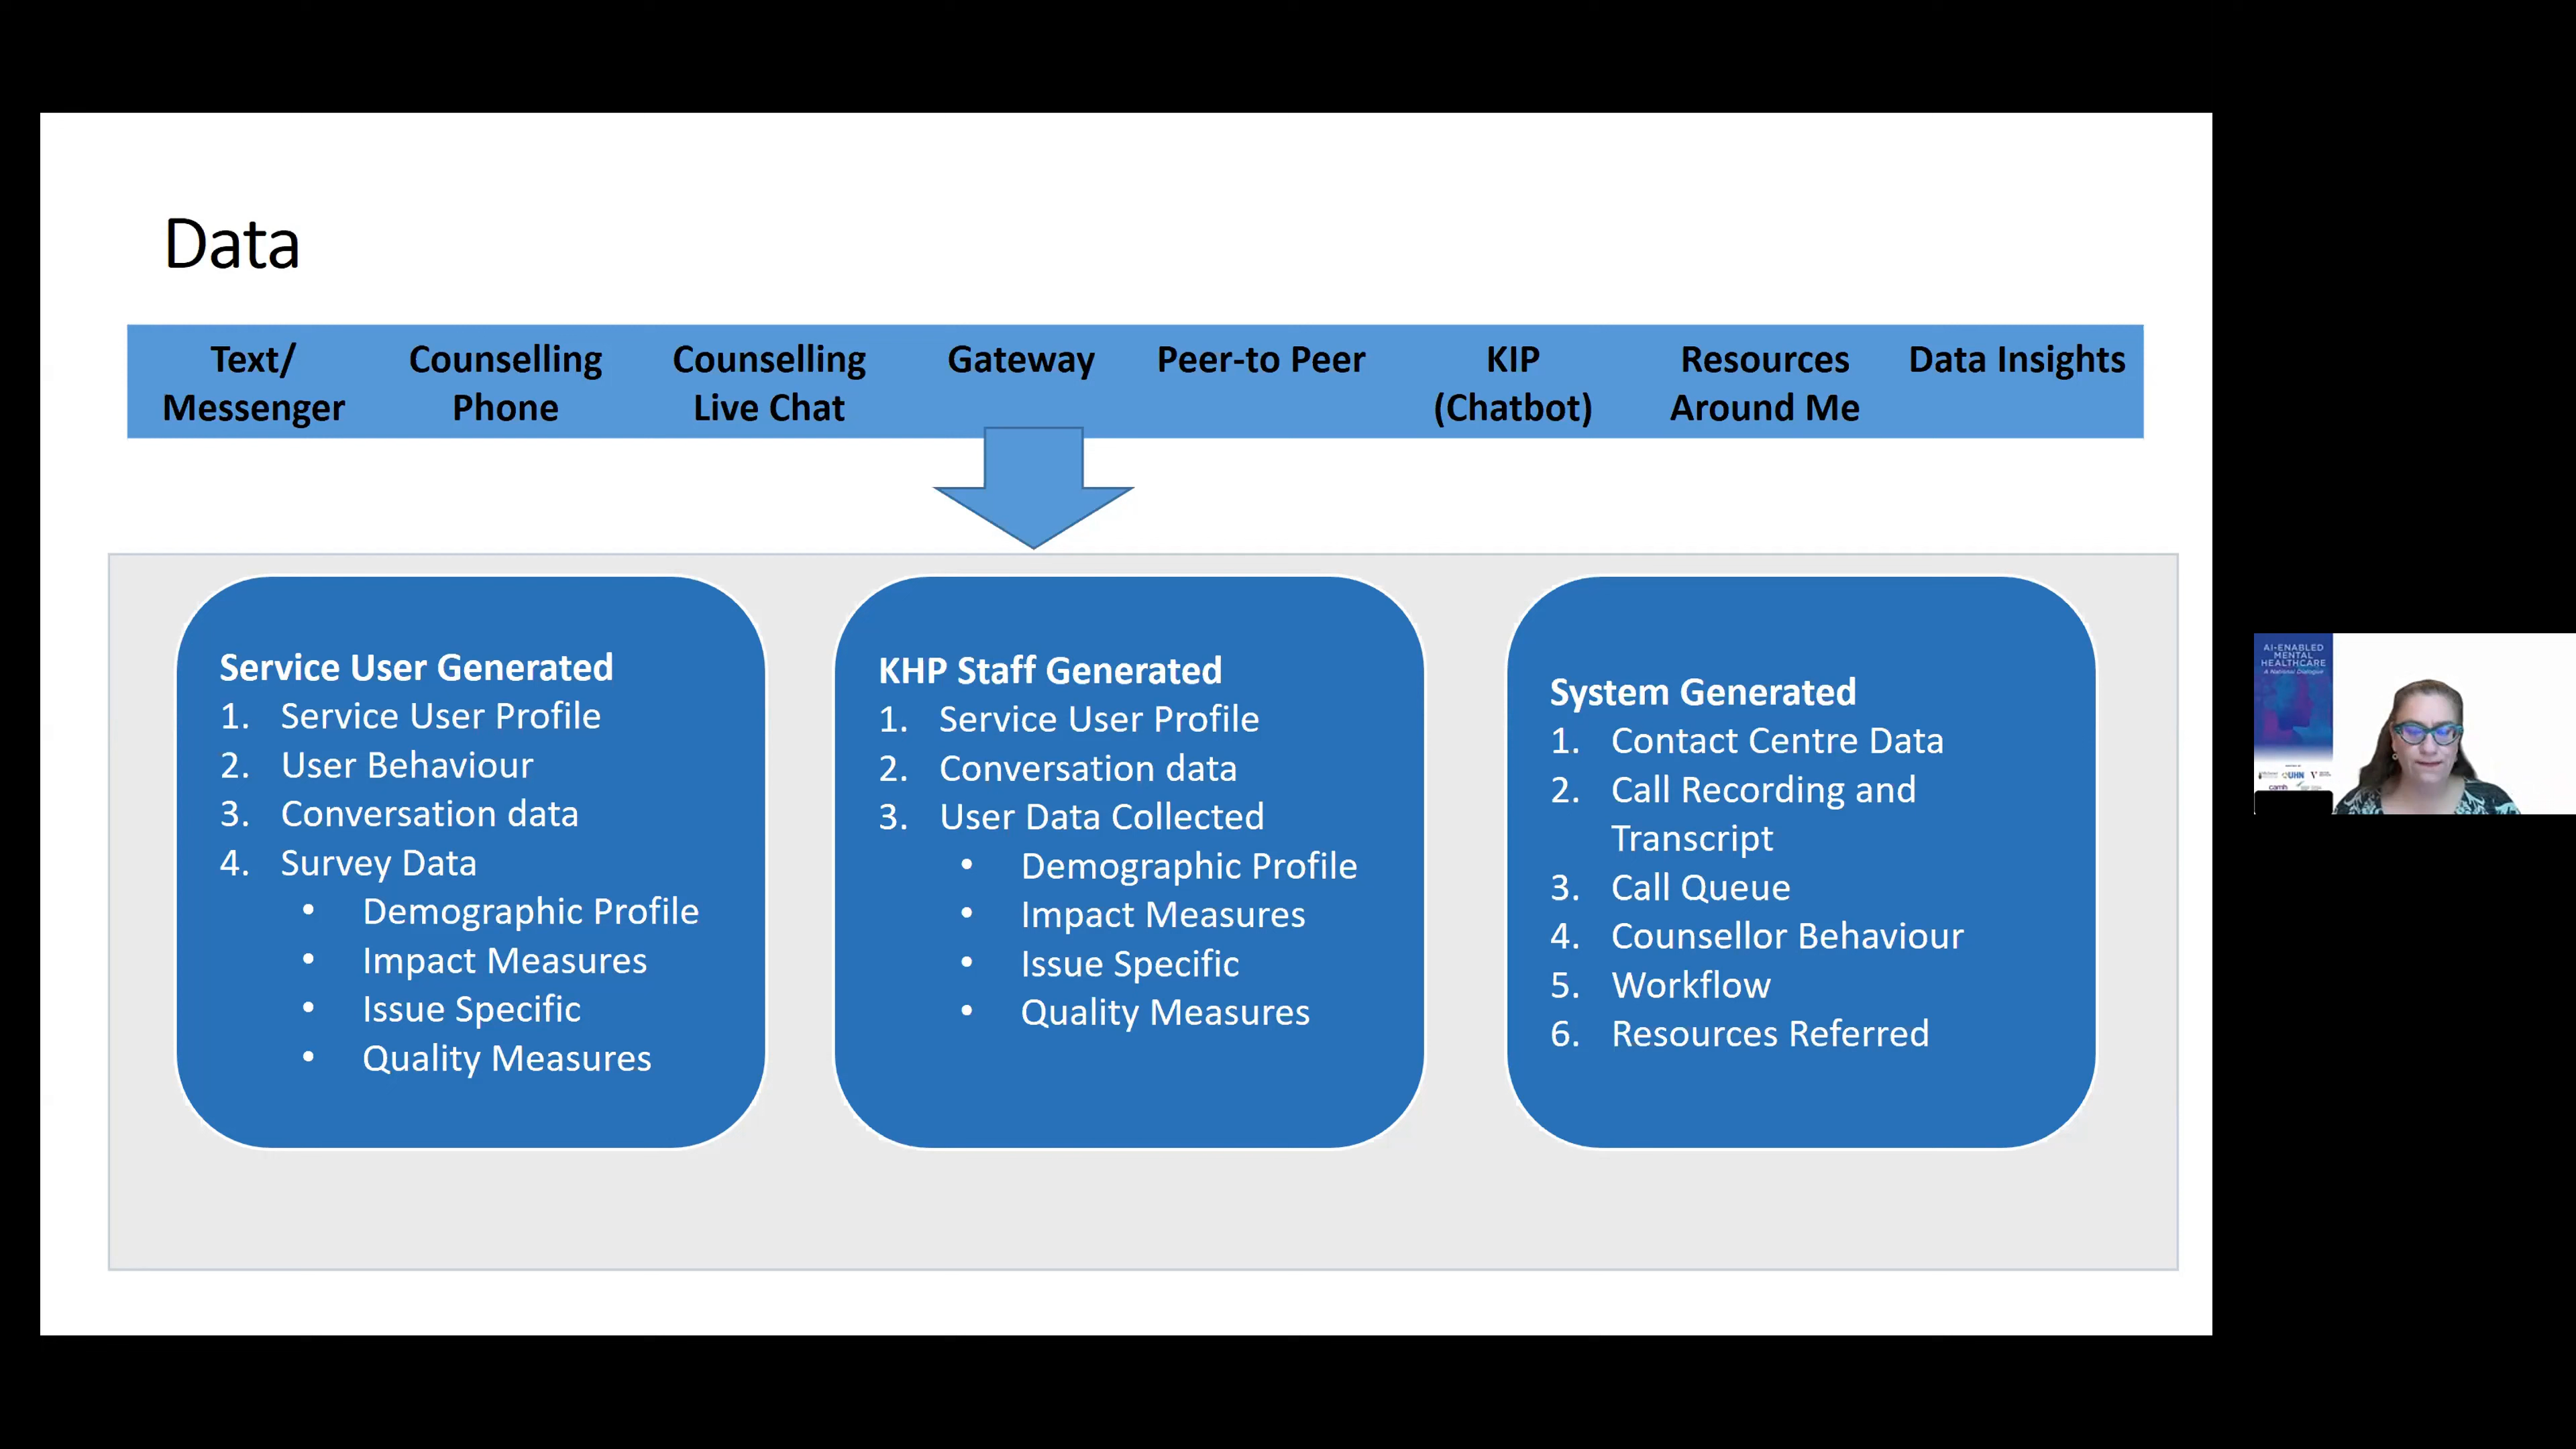 Data
Text/
Messenger
Counselling
Phone
Counselling
Live Chat
Gateway
Peer-to Peer
KIP
(Chatbot)
Resources
Around Me
Data Insights
Service User Generated
1. Service User Profile
2. User Behaviour
3. Conversation data
4. Survey Data
• Demographic Profile
• Impact Measures
• Issue Specific
• Quality Measures
KHP Staff Generated
1. Service User Profile
2. Conversation data
3. User Data Collected
• Demographic Profile
• Impact Measures
• Issue Specific
• Quality Measures
System Generated
1. Contact Centre Data
2. Call Recording and
Transcript
3. Call Queue
4. Counsellor Behaviour
5. Workflow
6. Resources Referred
AI-ENABLED
MENTAL
HEALTHCARE
A National Dialogue
UHN
camh